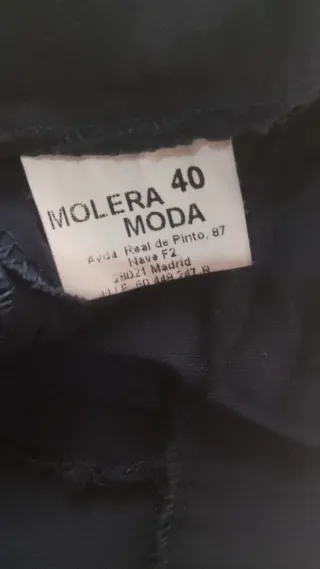 MOLERA 40
MODA
Avda Real de Pinto, 87
Nave F2
28021 Madrid